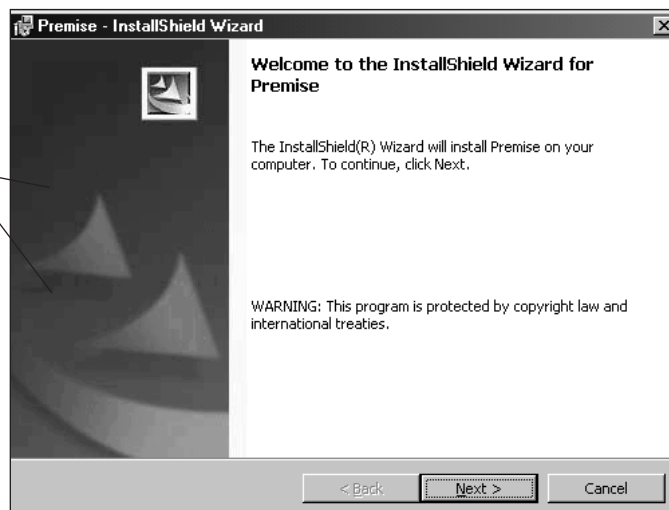 Premise - InstallShield Wizard
Welcome to the InstallShield Wizard for
Premise
The InstallShield(R) Wizard will install Premise on your
computer. To continue, click Next.
WARNING: This program is protected by copyright law and
international treaties.
< Back
Next >
Cancel